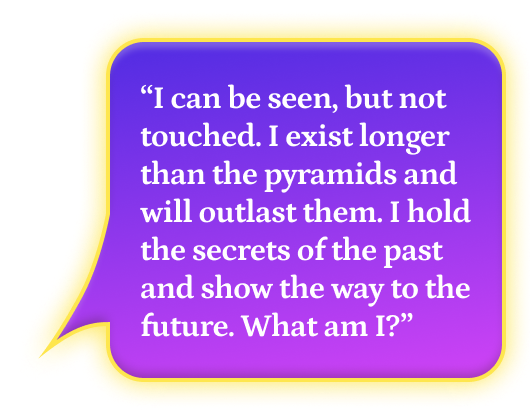 “I can be seen, but not
touched. I exist longer
than the pyramids and
will outlast them. I hold
the secrets of the past
and show the way to the
future. What am I?”